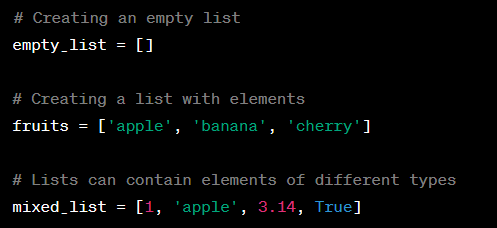 # Creating an empty list
empty_list = []
# Creating a list with elements
fruits = ['apple', 'banana', 'cherry']
# Lists can contain elements of different types
mixed_list = [1, 'apple', 3.14, True]